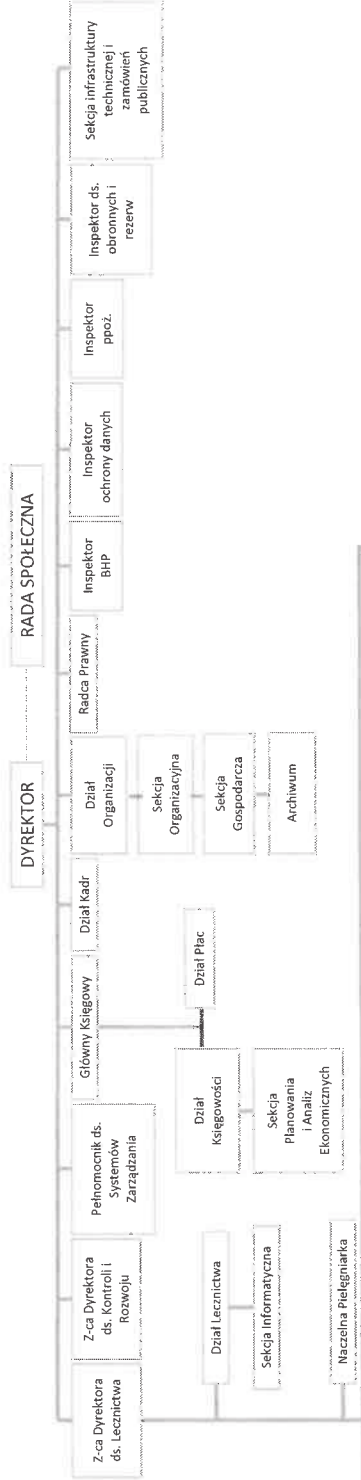 DYREKTOR
RADA SPOŁECZNA
Z-ca Dyrektora
ds. Lecznictwa
Z-ca Dyrektora
ds. Kontroli i
Rozwoju
Pełnomocnik ds.
Systemów
Zarządzania
Główny Księgowy
Dział Kadr
Dział
Organizacji
Radca Prawny
Inspektor
BHP
Inspektor
ochrony danych
Inspektor
ppoż.
Inspektor ds.
obronnych i
rezerw
Sekcja infrastruktury
technicznej i
zamówień
publicznych
Dział Lecznictwa
Sekcja Informatyczna
Naczelna Pielęgniarka
Dział
Księgowości
Dział Płac
Sekcja
Planowania
i Analiz
Ekonomicznych
Sekcja
Organizacyjna
Sekcja
Gospodarcza
Archiwum